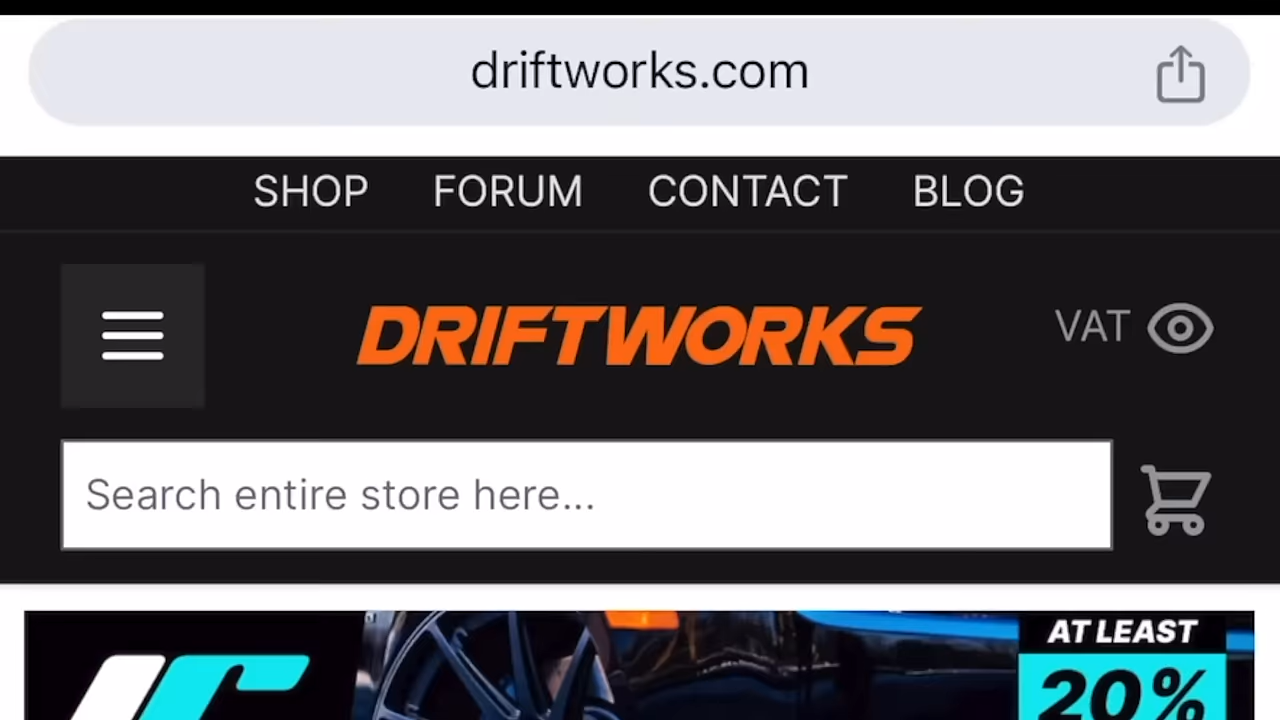 driftworks.com
SHOP FORUM CONTACT BLOG
DRIFTWORKS
VAT
Search entire store here...
AT LEAST
20%